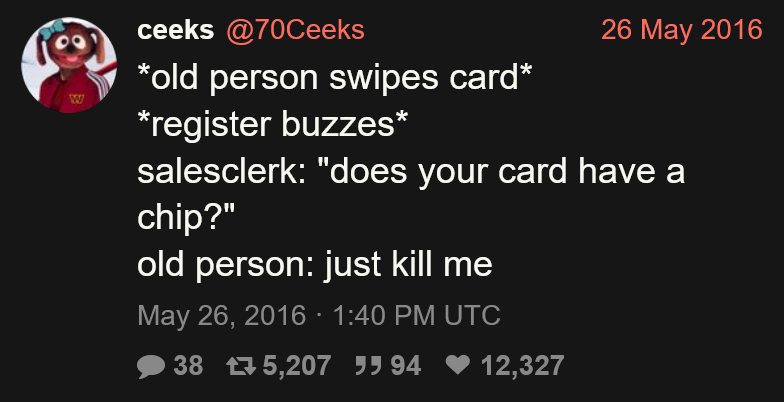 ceeks @70Ceeks 26 May 2016
*old person swipes card*
*register buzzes*
salesclerk: "does your card have a
chip?"
old person: just kill me
May 26, 2016 · 1:40 PM UTC
38 5,207 94 12,327